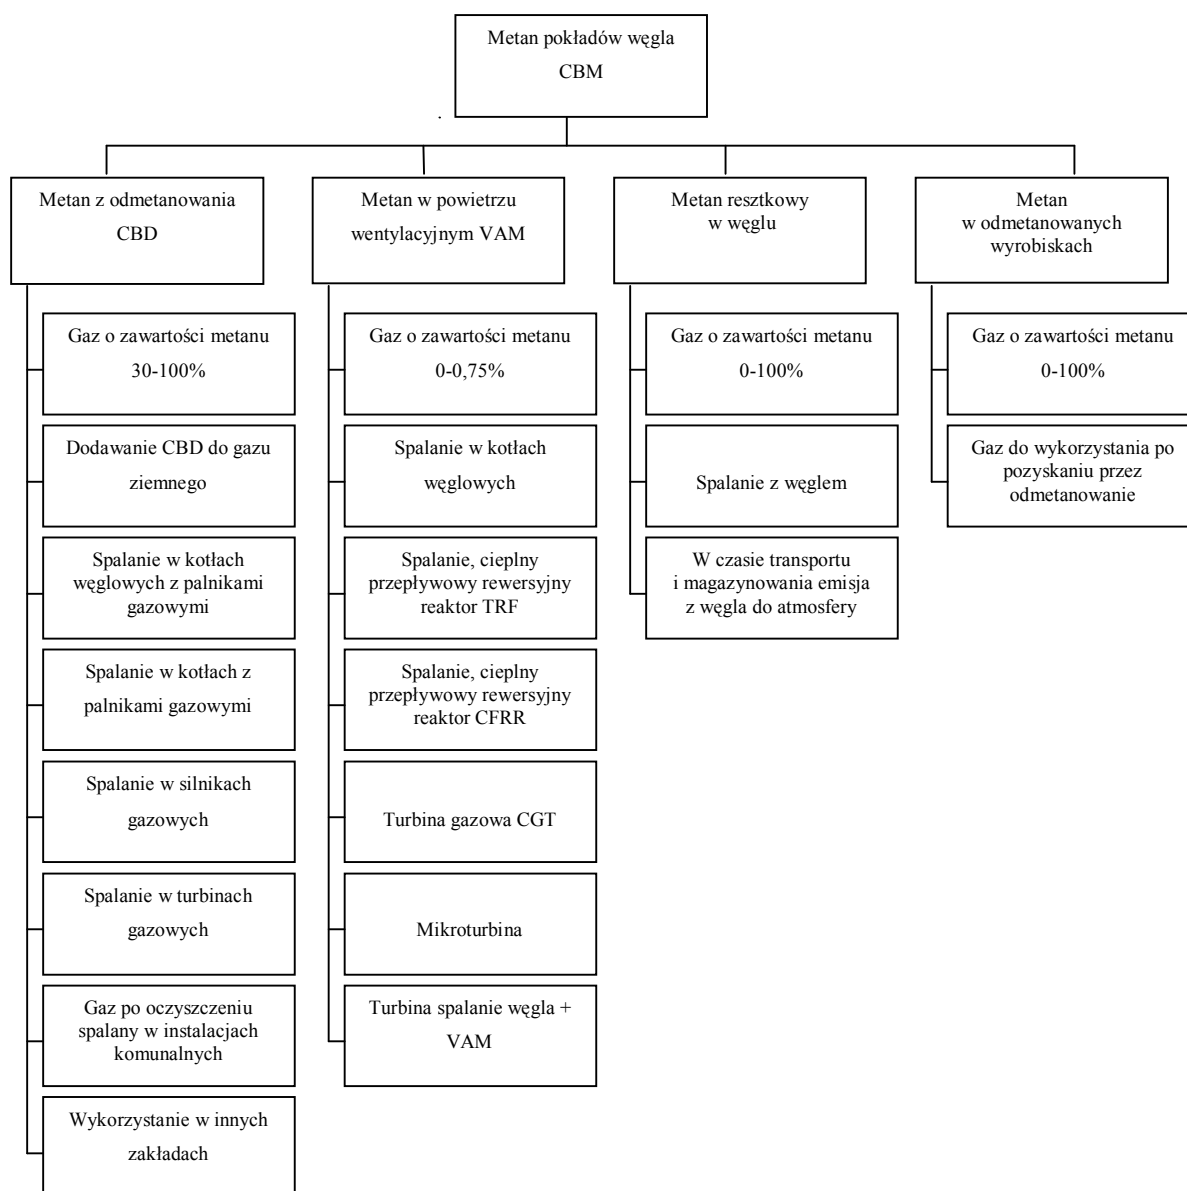 Metan pokładów węgla
CBM
.
Metan z odmetanowania
CBD
Gaz o zawartości metanu
30-100%
Dodawanie CBD do gazu
ziemnego
Spalanie w kotłach
węglowych z palnikami
gazowymi
Spalanie w kotłach z
palnikami gazowymi
Spalanie w silnikach
gazowych
Spalanie w turbinach
gazowych
Gaz po oczyszczeniu
spalany w instalacjach
komunalnych
Wykorzystanie w innych
zakładach
Metan w powietrzu
wentylacyjnym VAM
Gaz o zawartości metanu
0-0,75%
Spalanie w kotłach
węglowych
Spalanie, cieplny
przepływowy rewersyjny
reaktor TRF
Spalanie, cieplny
przepływowy rewersyjny
reaktor CFRR
Turbina gazowa CGT
Mikroturbina
Turbina spalanie węgla +
VAM
Metan resztkowy
w węglu
Gaz o zawartości metanu
0-100%
Spalanie z węglem
W czasie transportu
i magazynowania emisja
z węgla do atmosfery
Metan
w odmetanowanych
wyrobiskach
Gaz o zawartości metanu
0-100%
Gaz do wykorzystania po
pozyskaniu przez
odmetanowanie